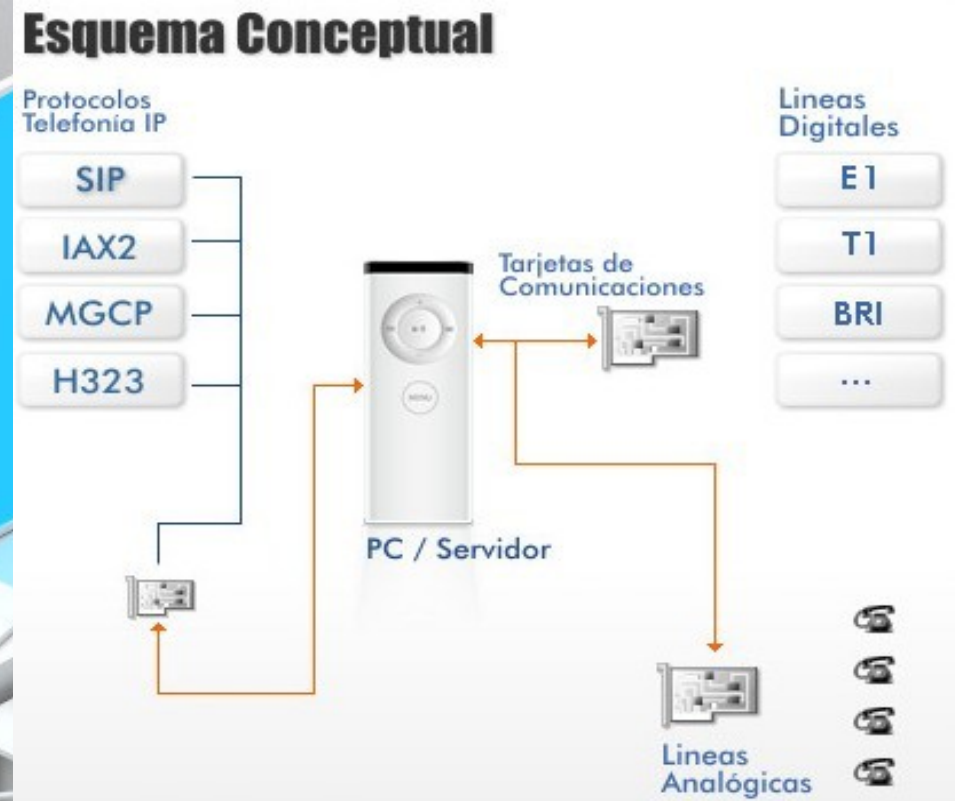 Esquema Conceptual
Protocolos
Telefonía IP
SIP
IAX2
MGCP
H323
Lineas
Digitales
E1
T1
BRI
...
Tarjetas de
Comunicaciones
MENU
PC / Servidor
Lineas
Analógicas